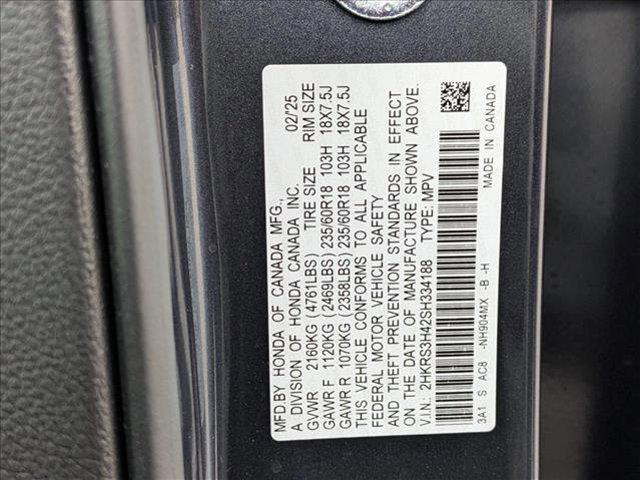 MFD.BY HONDA OF CANADA MFG.,
A DIVISION OF HONDA CANADA INC. 02/'25
GVWR 2160KG (4761LBS) TIRE SIZE RIM SIZE
GAWR F 1120KG (2469LBS) 235/60R18 103H 18X7.5J
GAWR R 1070KG (2358LBS) 235/60R18 103H 18X7.5J
THIS VEHICLE CONFORMS TO ALL APPLICABLE
FEDERAL MOTOR VEHICLE SAFETY
AND THEFT PREVENTION STANDARDS IN EFFECT
ON THE DATE OF MANUFACTURE SHOWN ABOVE.
V.I.N.: 2HKRS3H42SH334188 TYPE: MPV
3A1 S AC8 -NH904MX -B -H MADE IN CANADA